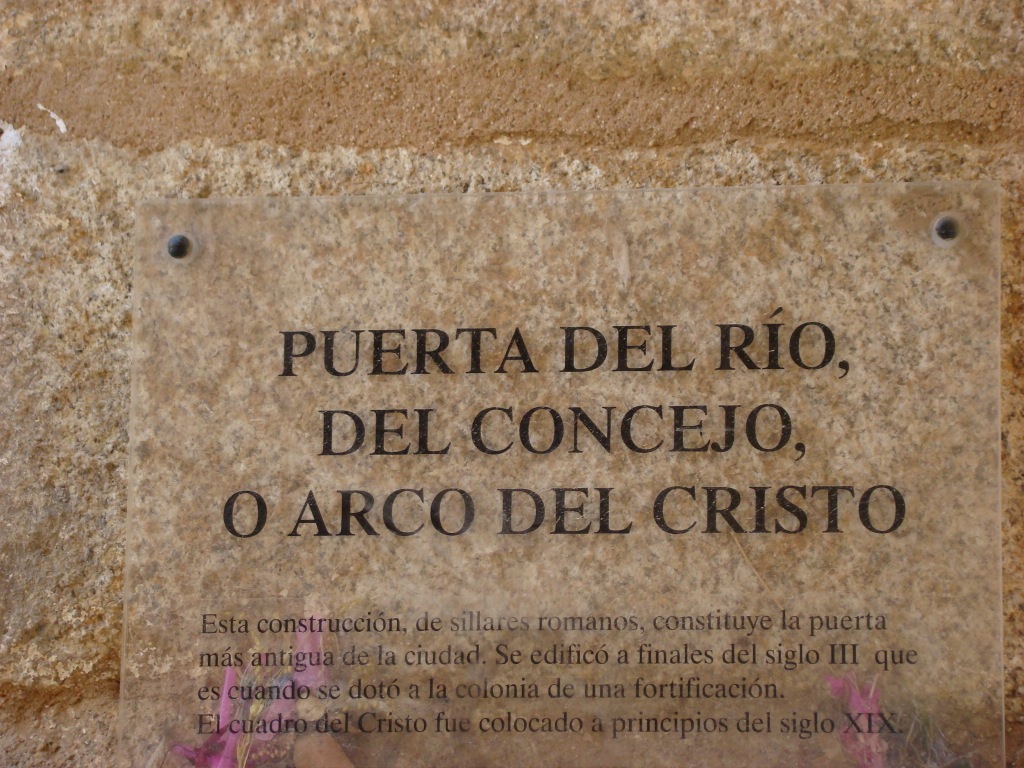 PUERTA DEL RÍO,
DEL CONCEJO,
O ARCO DEL CRISTO
Esta construcción, de sillares romanos, constituye la puerta
más antigua de la ciudad. Se edificó a finales del siglo III que
es cuando se dotó a la colonia de una fortificación.
El cuadro del Cristo fue colocado a principios del siglo XIX.